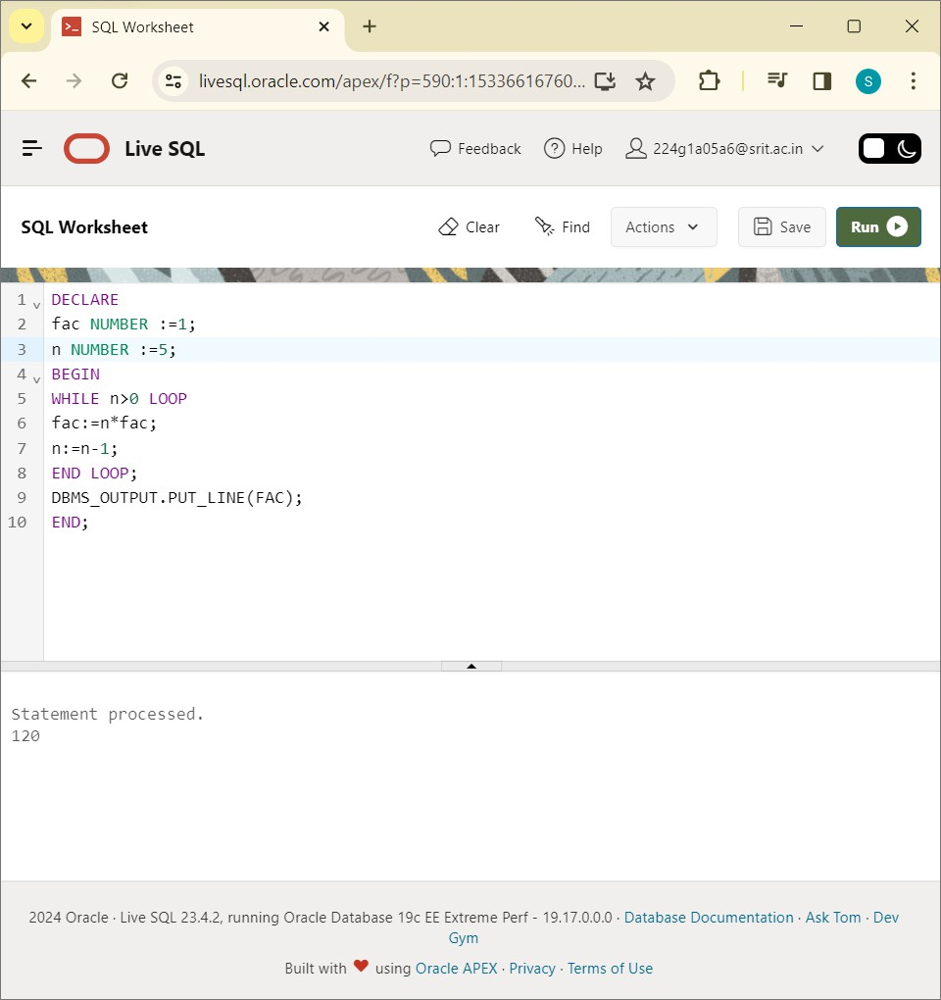 SQL Worksheet
livesql.oracle.com/apex/f?p=590:1:15336616760...
S
Live SQL
Feedback
Help
224g1a05a6@srit.ac.in
SQL Worksheet
Clear
Find
Actions
Save
Run
1 DECLARE
2 fac NUMBER :=1;
3 n NUMBER :=5;
4 BEGIN
5 WHILE n>0 LOOP
6 fac:=n*fac;
7 n:=n-1;
8 END LOOP;
9 DBMS_OUTPUT.PUT_LINE(FAC);
10 END;
Statement processed.
120
2024 Oracle · Live SQL 23.4.2, running Oracle Database 19c EE Extreme Perf - 19.17.0.0.0 · Database Documentation · Ask Tom · Dev
Gym
Built with ❤ using Oracle APEX · Privacy · Terms of Use